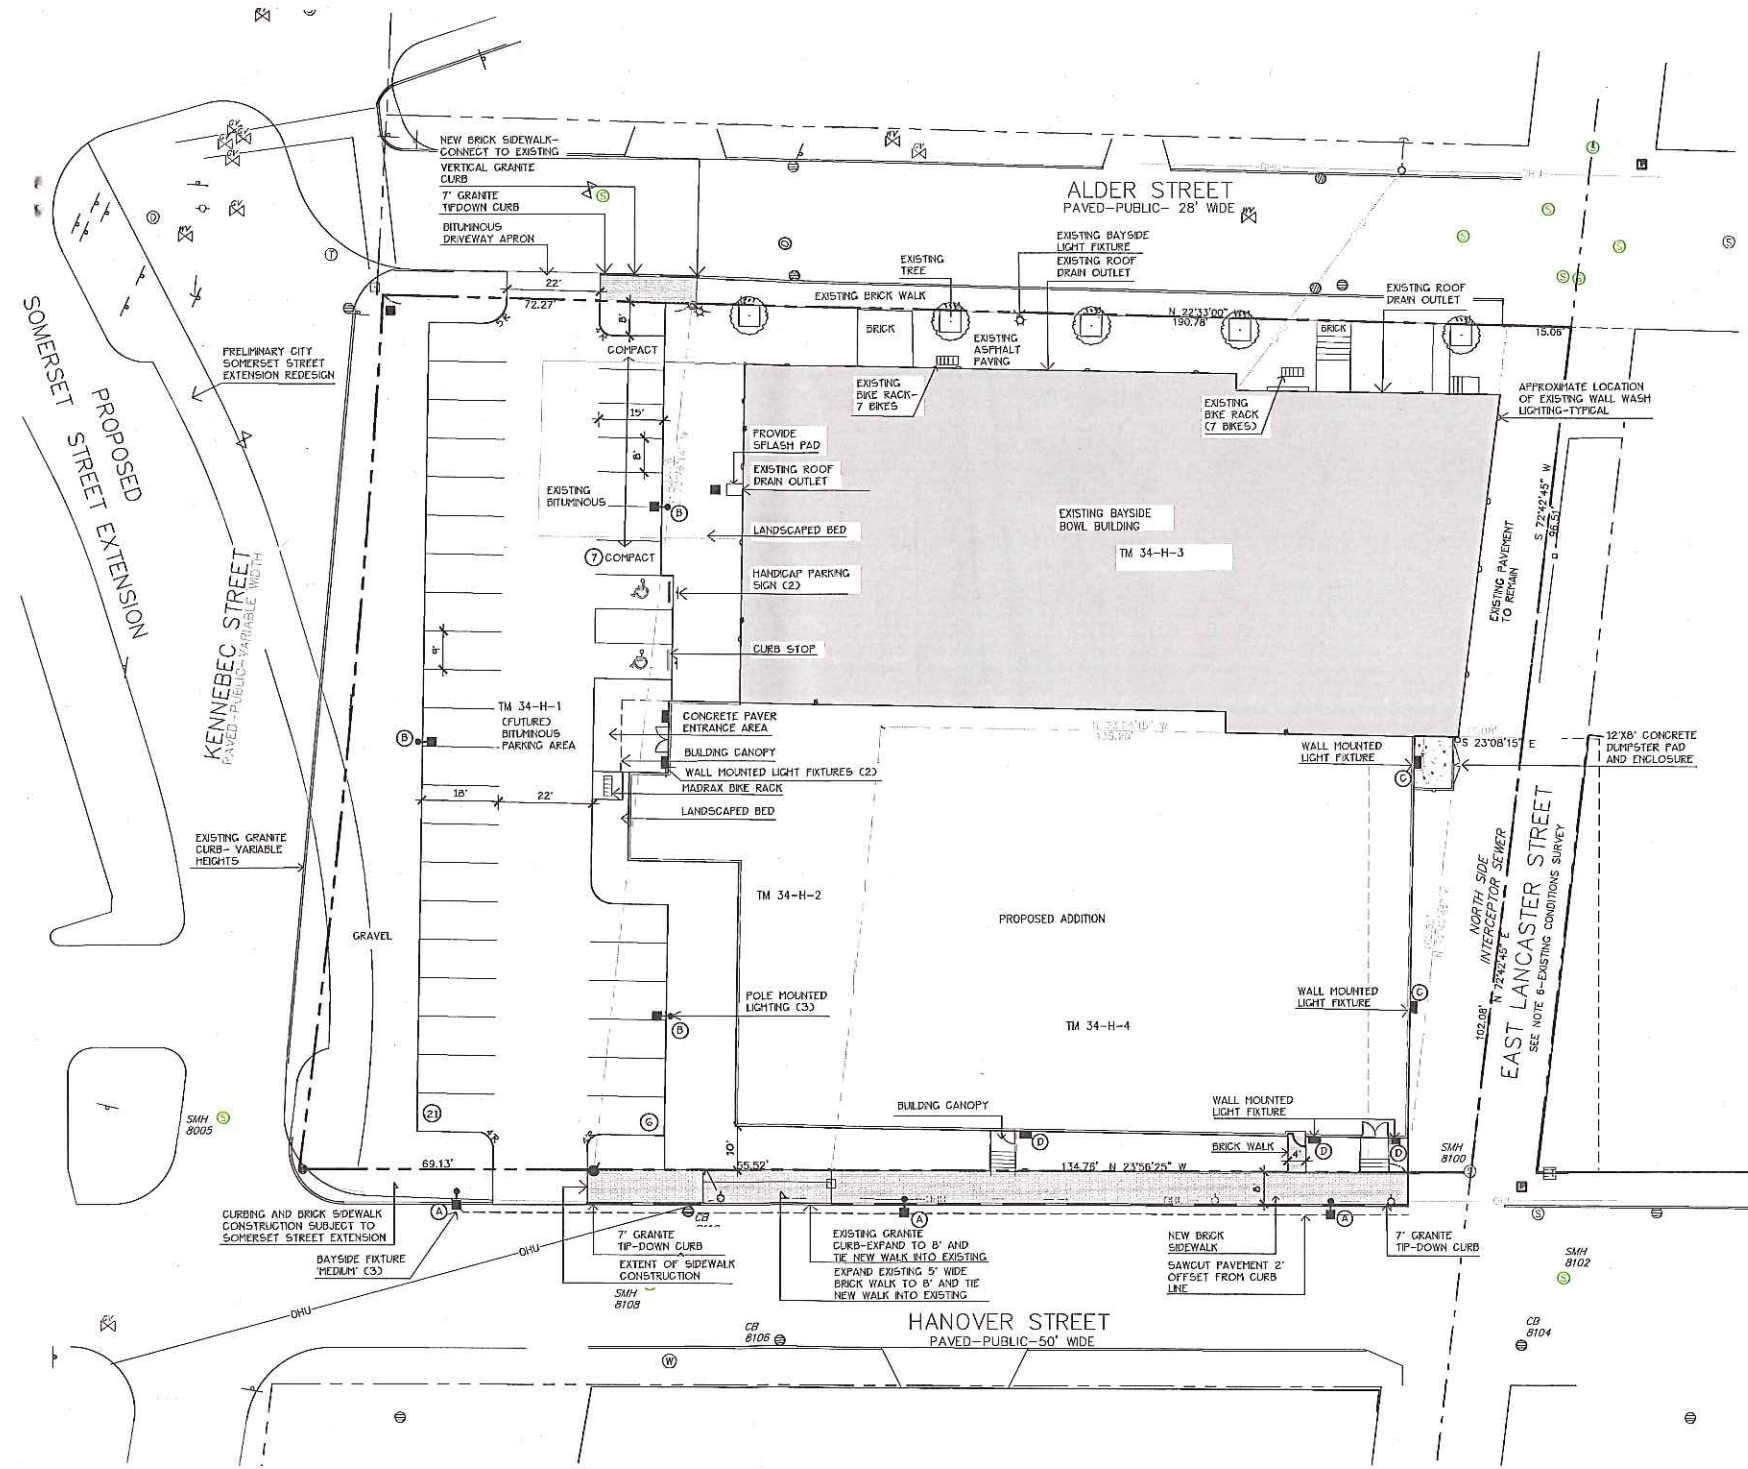 NEW BRICK SIDEWALK-
CONNECT TO EXISTING
VERTICAL GRANITE
CURB
7' GRANITE
TIPDOWN CURB
BITUMINOUS
DRIVEWAY APRON
ALDER STREET
PAVED-PUBLIC- 28' WIDE
EXISTING BAYSIDE
LIGHT FIXTURE
EXISTING ROOF
DRAIN OUTLET
EXISTING
TREE
EXISTING ROOF
DRAIN OUTLET
EXISTING BRICK WALK
22'
72.27'
5'R
8'
N 22°33'00" W
190.78'
15.05'
BRICK
BRICK
EXISTING
ASPHALT
PAVING
COMPACT
PRELIMINARY CITY
SOMERSET STREET
EXTENSION REDESIGN
EXISTING
BIKE RACK-
7 BIKES
EXISTING
BIKE RACK
(7 BIKES)
APPROXIMATE LOCATION
OF EXISTING WALL WASH
LIGHTING-TYPICAL
PROPOSED
SOMERSET STREET EXTENSION
15'
8'
PROVIDE
SPLASH PAD
EXISTING ROOF
DRAIN OUTLET
EXISTING
BITUMINOUS
B
LANDSCAPED BED
7 COMPACT
HANDICAP PARKING
SIGN (2)
CURB STOP
EXISTING BAYSIDE
BOWL BUILDING
TM 34-H-3
S 72°42'45" W
96.51'
EXISTING PAVEMENT
TO REMAIN
KENNEBEC STREET
PAVED-PUBLIC-VARIABLE WIDTH
9'
TM 34-H-1
(FUTURE)
BITUMINOUS
PARKING AREA
B
CONCRETE PAVER
ENTRANCE AREA
BUILDING CANOPY
WALL MOUNTED LIGHT FIXTURES (2)
MADRAX BIKE RACK
LANDSCAPED BED
18'
22'
WALL MOUNTED
LIGHT FIXTURE
C
S 23°08'15" E
12'X8' CONCRETE
DUMPSTER PAD
AND ENCLOSURE
EXISTING GRANITE
CURB- VARIABLE
HEIGHTS
TM 34-H-2
PROPOSED ADDITION
GRAVEL
NORTH SIDE
INTERCEPTOR SEWER
N 72°42'45" E
102.08'
EAST LANCASTER STREET
SEE NOTE 6-EXISTING CONDITIONS SURVEY
POLE MOUNTED
LIGHTING (3)
B
WALL MOUNTED
LIGHT FIXTURE
C
TM 34-H-4
SMH
8005
21
6
BUILDING CANOPY
WALL MOUNTED
LIGHT FIXTURE
BRICK WALK
D
D
D
4'
SMH
8100
10'
69.13'
55.52'
134.76' N 23°56'25" W
8'
CURBING AND BRICK SIDEWALK
CONSTRUCTION SUBJECT TO
SOMERSET STREET EXTENSION
BAYSIDE FIXTURE
'MEDIUM' (3)
A
A
A
OHU
OHU
7' GRANITE
TIP-DOWN CURB
EXTENT OF SIDEWALK
CONSTRUCTION
CB
EXISTING GRANITE
CURB-EXPAND TO 8' AND
TIE NEW WALK INTO EXISTING
EXPAND EXISTING 5' WIDE
BRICK WALK TO 8' AND TIE
NEW WALK INTO EXISTING
NEW BRICK
SIDEWALK
SAWCUT PAVEMENT 2'
OFFSET FROM CURB
LINE
7' GRANITE
TIP-DOWN CURB
SMH
8102
SMH
8108
CB
8106
HANOVER STREET
PAVED-PUBLIC-50' WIDE
CB
8104
W